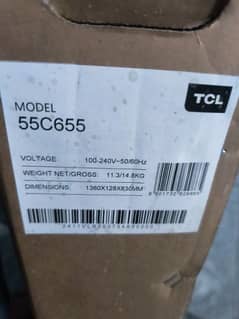 TCL
MODEL
55C655
VOLTAGE: 100-240V~50/60Hz
WEIGHT NET/GROSS: 11.3/14.8KG
DIMENSIONS: 1360X128X830MM